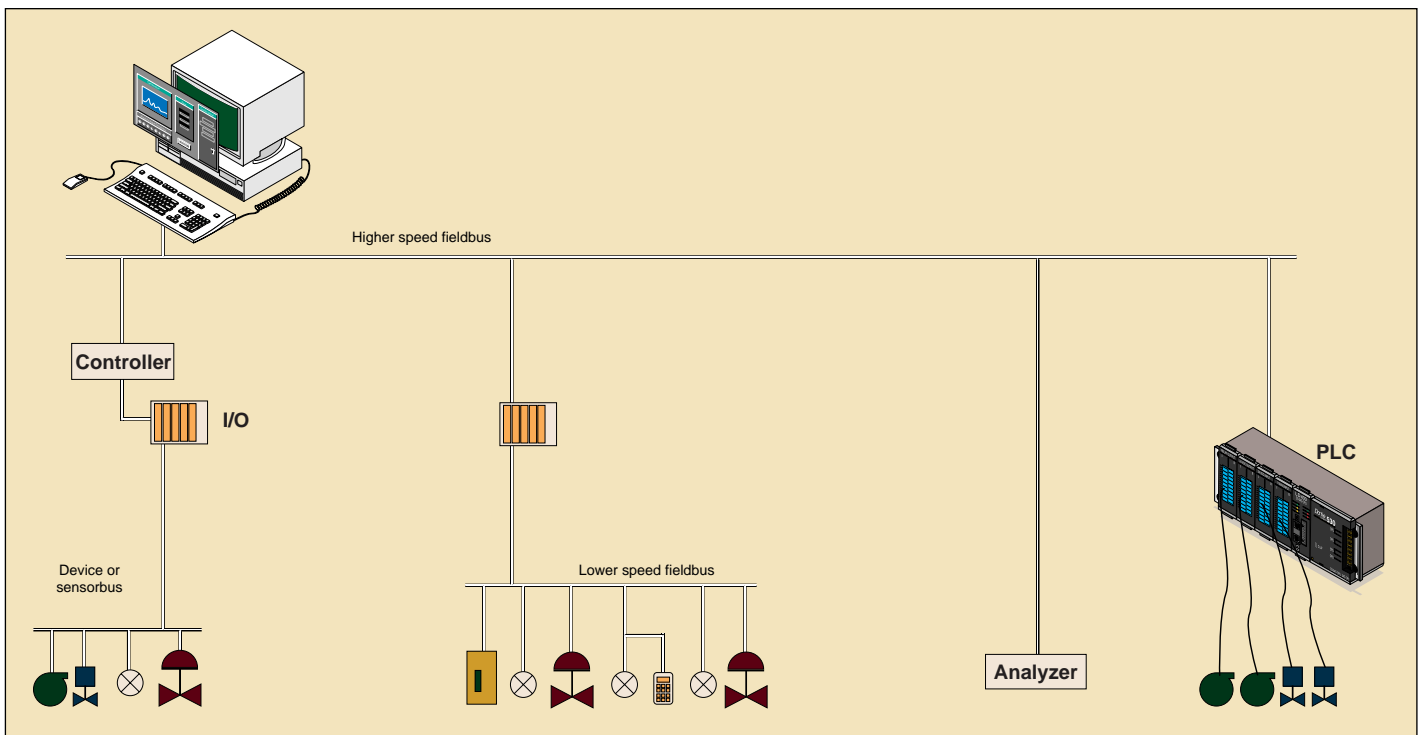 Higher speed fieldbus
Controller
I/O
PLC
Device or
sensorbus
Lower speed fieldbus
Analyzer